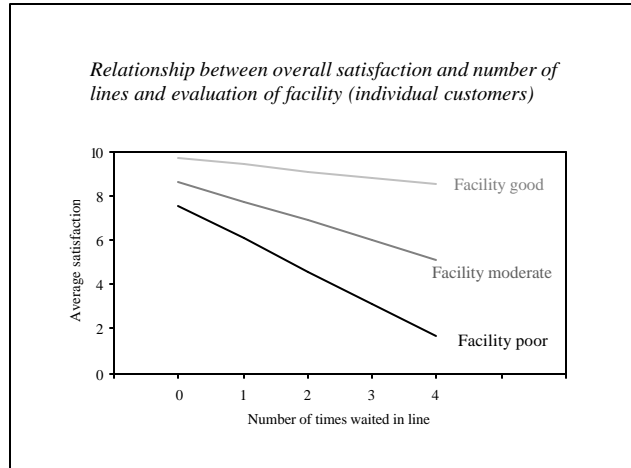 Relationship between overall satisfaction and number of
lines and evaluation of facility (individual customers)
10
8
6
4
2
0
Average satisfaction
Facility good
Facility moderate
Facility poor
0 1 2 3 4
Number of times waited in line